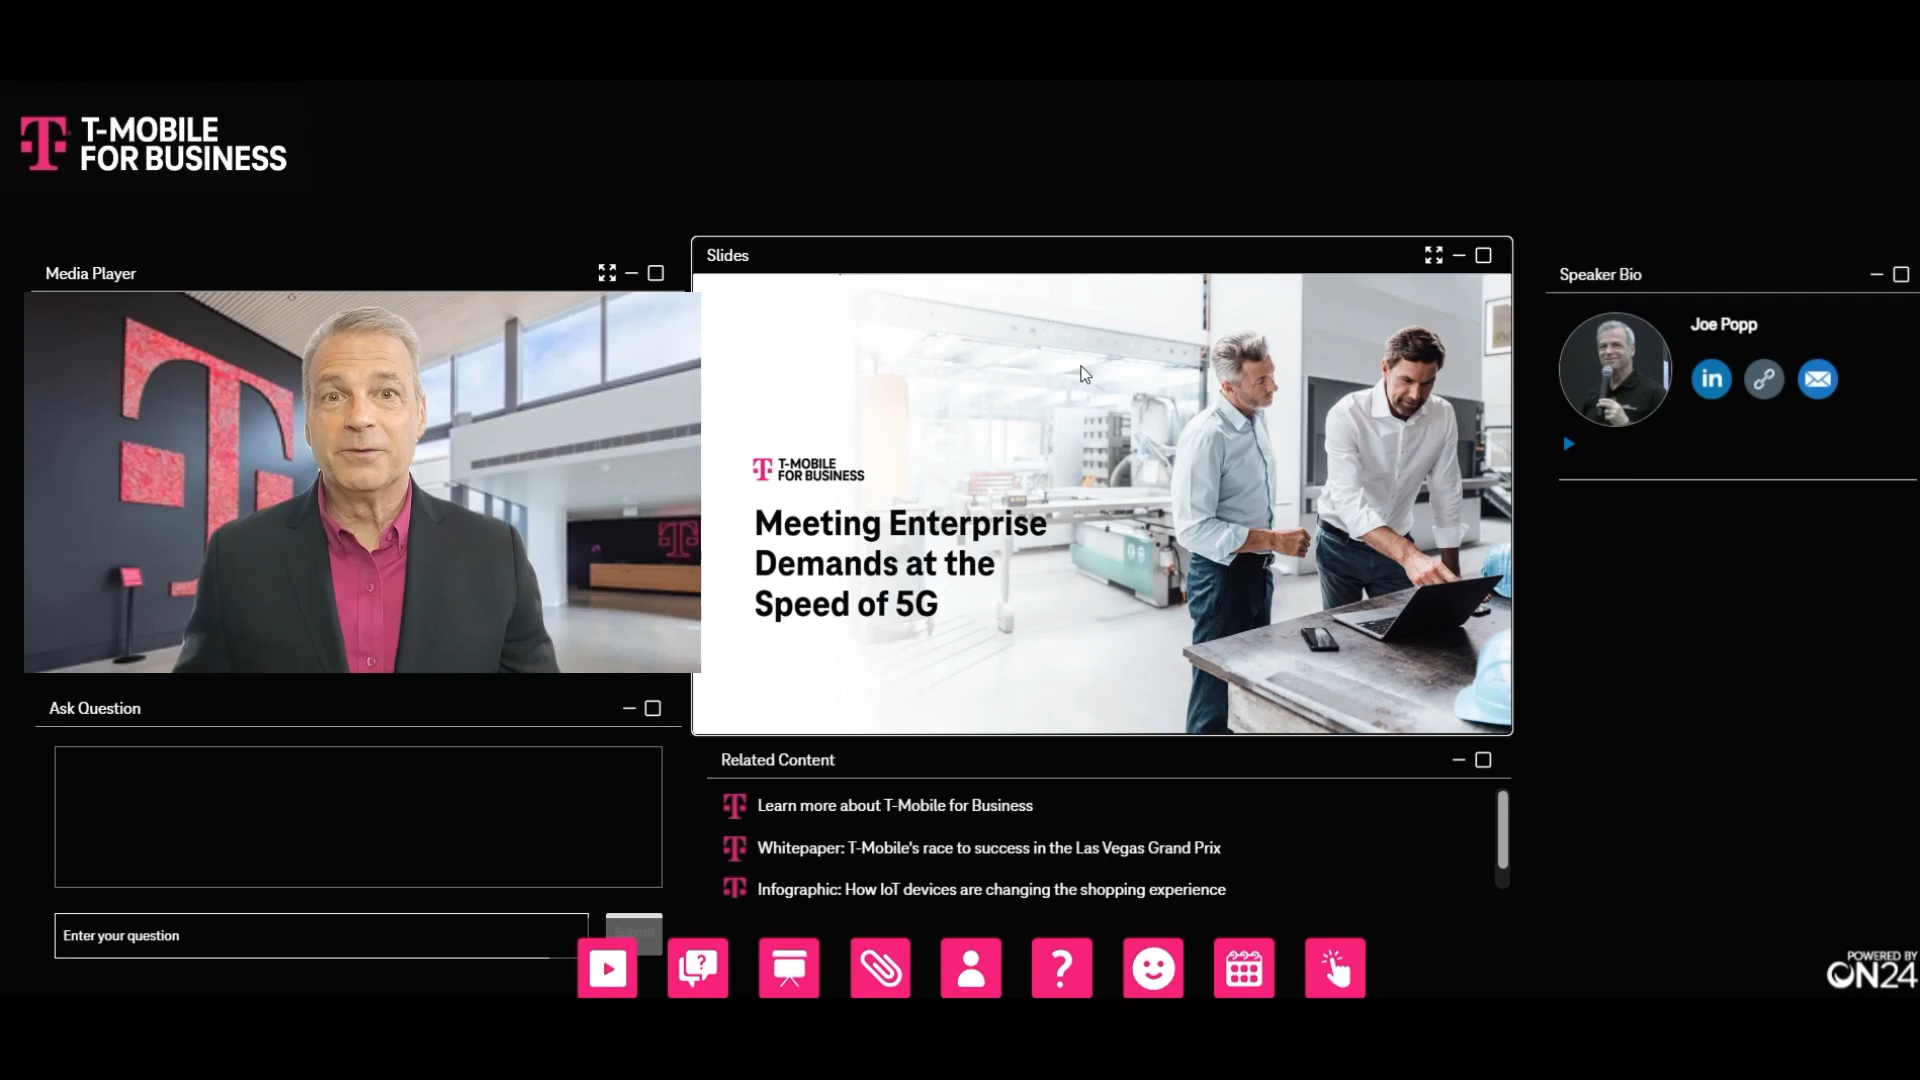 T-MOBILE
FOR BUSINESS
Media Player
Slides
T-MOBILE
FOR BUSINESS
Meeting Enterprise
Demands at the
Speed of 5G
Speaker Bio
Joe Popp
in
Ask Question
Enter your question
Submit
Related Content
Learn more about T-Mobile for Business
Whitepaper: T-Mobile's race to success in the Las Vegas Grand Prix
Infographic: How IoT devices are changing the shopping experience
POWERED BY
ON24